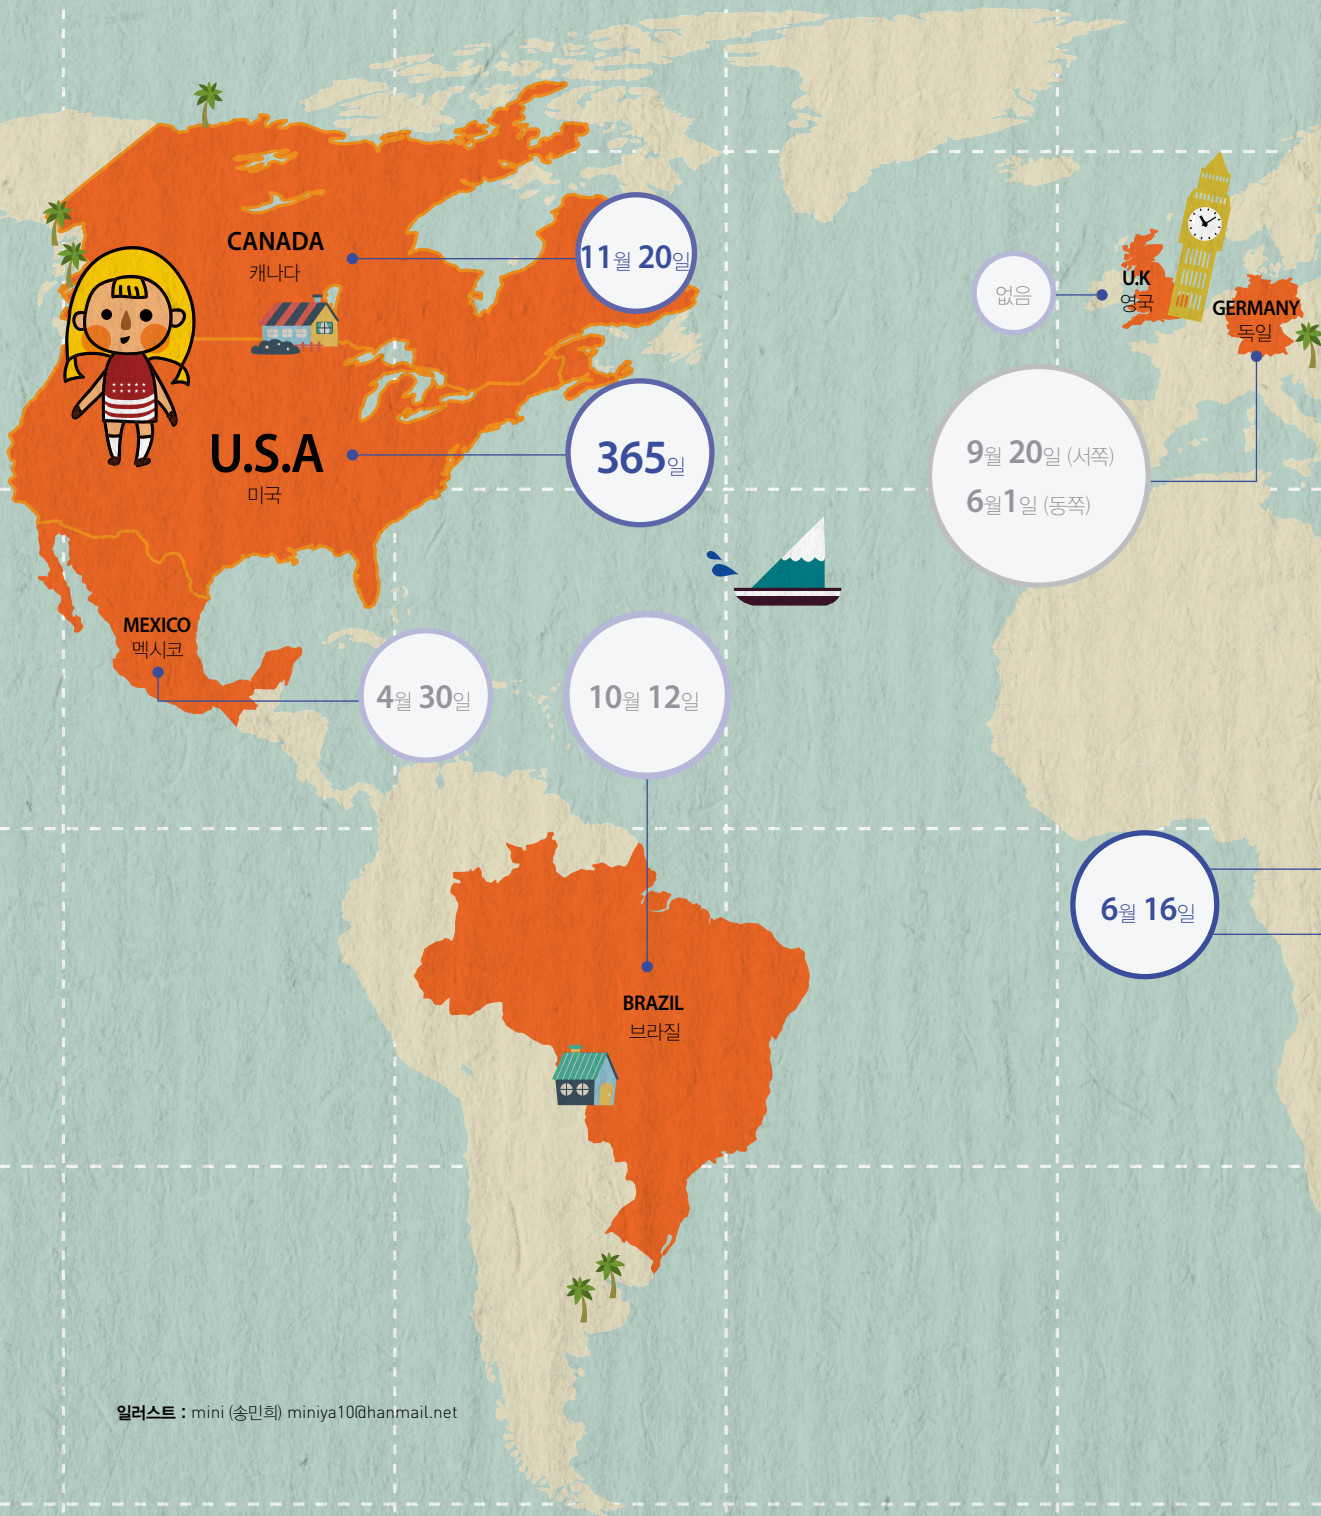 CANADA
캐나다
11월 20일
U.K
영국
없음
GERMANY
독일
U.S.A
미국
365일
9월 20일 (서쪽)
6월1일 (동쪽)
MEXICO
멕시코
4월 30일
10월 12일
6월 16일
BRAZIL
브라질
일러스트 : mini (송민희) miniya10@hanmail.net